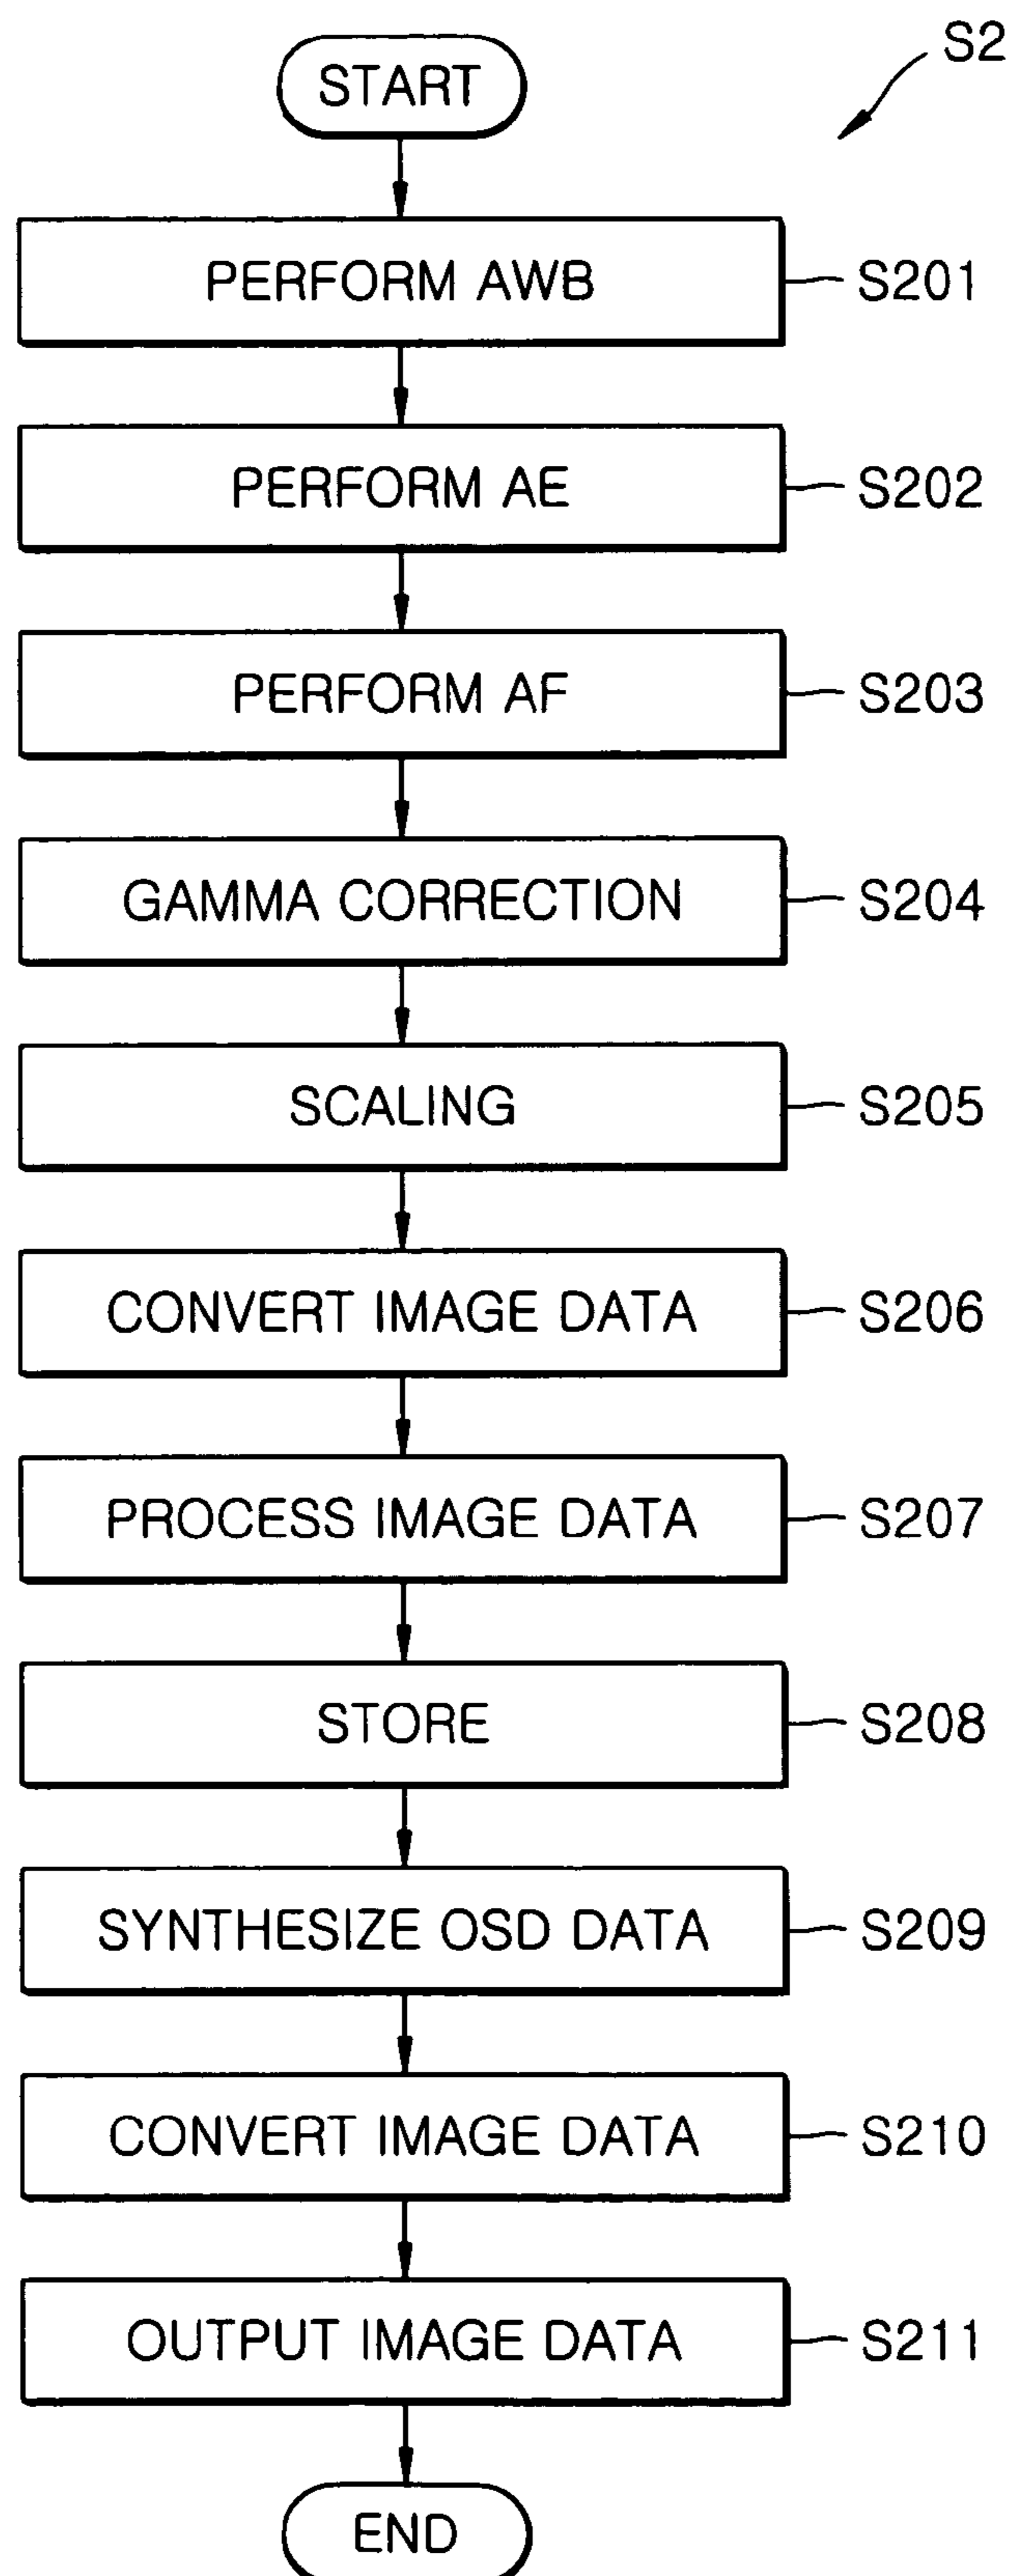 S2
START
PERFORM AWB S201
PERFORM AE S202
PERFORM AF S203
GAMMA CORRECTION S204
SCALING S205
CONVERT IMAGE DATA S206
PROCESS IMAGE DATA S207
STORE S208
SYNTHESIZE OSD DATA S209
CONVERT IMAGE DATA S210
OUTPUT IMAGE DATA S211
END